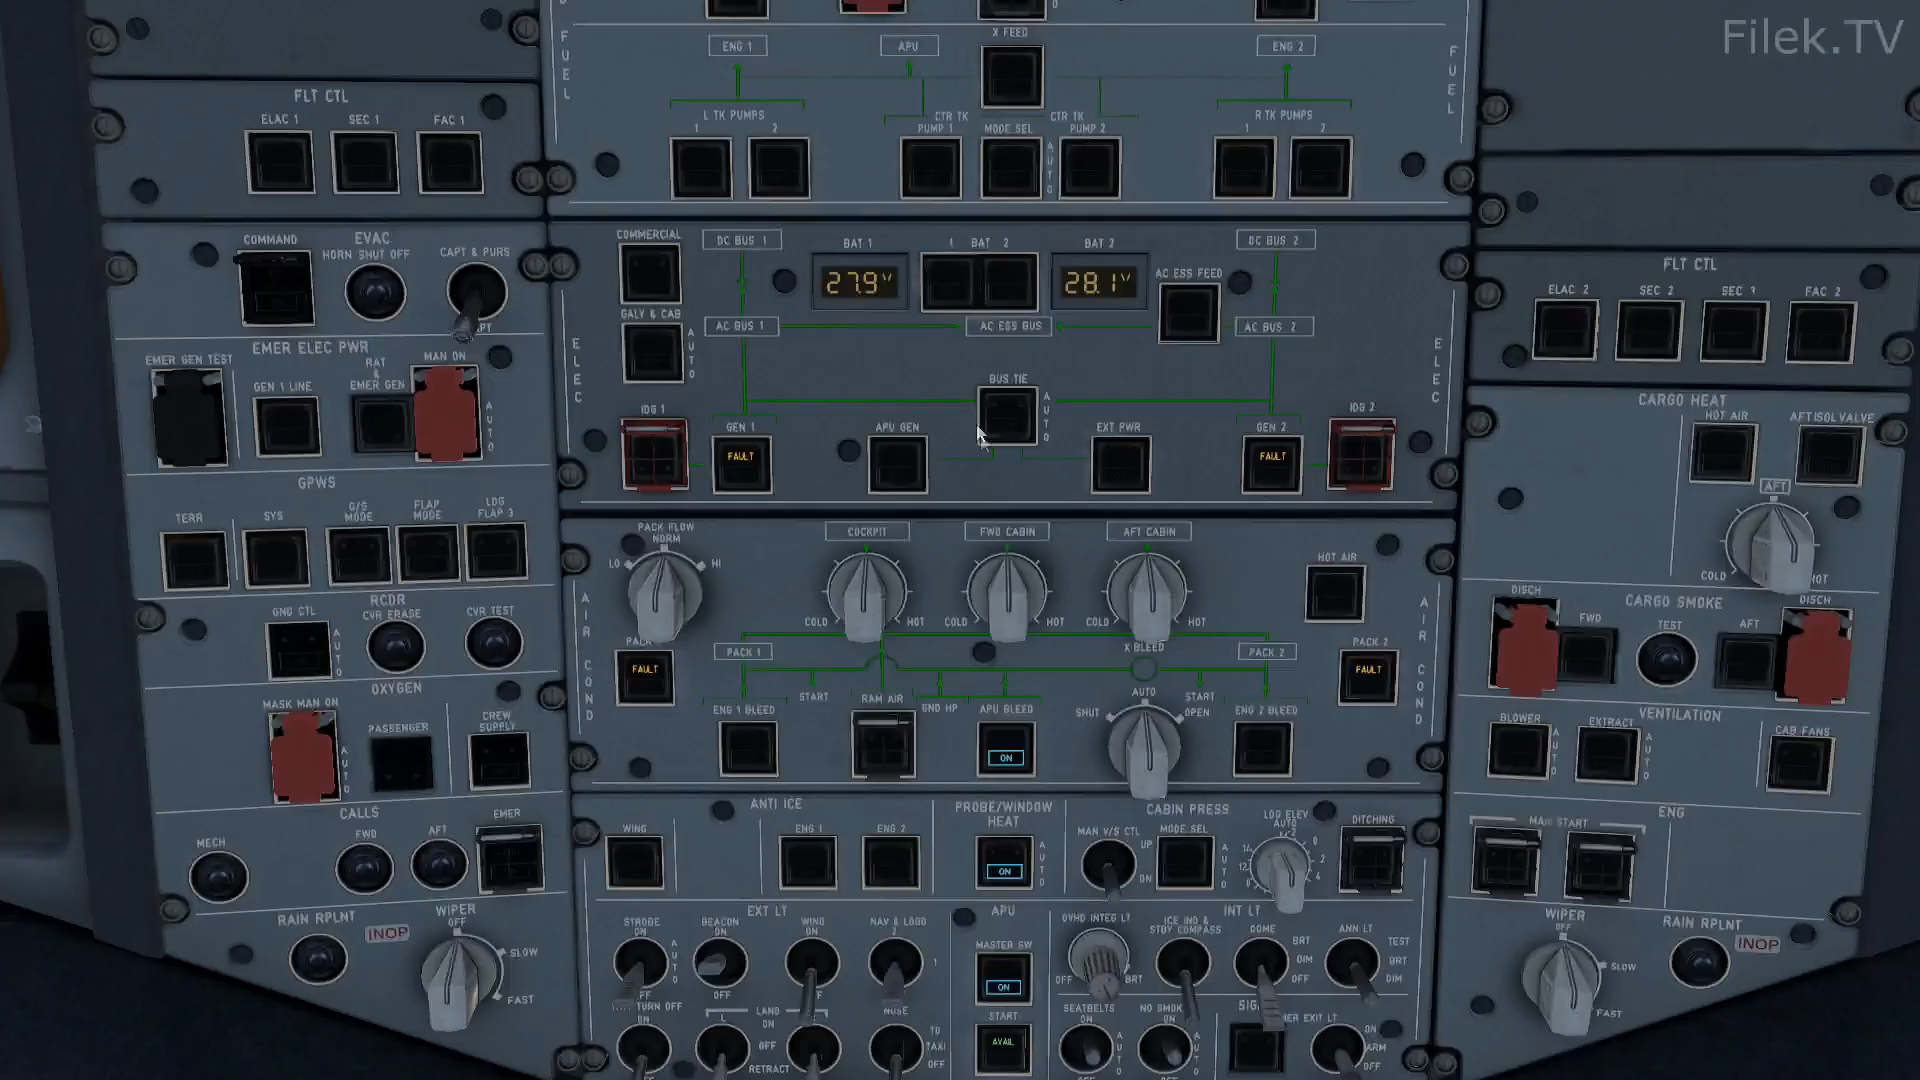 Filek.TV
X FEED
ENG 1
APU
ENG 2
FUEL
FUEL
L TK PUMPS
1
2
CTR TK
PUMP 1
MODE SEL
AUTO
CTR TK
PUMP 2
R TK PUMPS
1
2
FLT CTL
ELAC 1
SEC 1
FAC 1
EVAC
COMMAND
HORN SHUT OFF
CAPT & PURS
EMER ELEC PWR
EMER GEN TEST
GEN 1 LINE
RAT
&
EMER GEN
MAN ON
AUTO
GPWS
TERR
SYS
G/S
MODE
FLAP
MODE
LDG
FLAP 3
RCDR
GND CTL
AUTO
CVR ERASE
CVR TEST
OXYGEN
MASK MAN ON
AUTO
PASSENGER
CREW
SUPPLY
CALLS
MECH
FWD
AFT
EMER
RAIN RPLNT
INOP
WIPER
OFF
SLOW
FAST
ELEC
ELEC
COMMERCIAL
DC BUS 1
BAT 1
27.9V
1 BAT 2
BAT 2
28.1V
DC BUS 2
AC ESS FEED
GALY & CAB
AUTO
AC BUS 1
AC ESS BUS
AC BUS 2
BUS TIE
AUTO
IDG 1
GEN 1
FAULT
APU GEN
EXT PWR
GEN 2
FAULT
IDG 2
AIR COND
AIR COND
PACK FLOW
NORM
LO
HI
COCKPIT
COLD
HOT
FWD CABIN
COLD
HOT
AFT CABIN
COLD
HOT
HOT AIR
FAULT
PACK 1
X BLEED
PACK 2
PACK 2
FAULT
START
RAM AIR
GND HP
AUTO
START
SHUT
OPEN
ENG 1 BLEED
APU BLEED
ON
ENG 2 BLEED
ANTI ICE
WING
ENG 1
ENG 2
PROBE/WINDOW
HEAT
ON
AUTO
CABIN PRESS
MAN V/S CTL
UP
DN
MODE SEL
AUTO
LDG ELEV
AUTO
DITCHING
EXT LT
STROBE
ON
AUTO
BEACON
ON
OFF
WING
ON
NAV & LOGO
2
1
LAND
ON
L
OFF
RETRACT
TO
TAXI
OFF
APU
MASTER SW
ON
START
AVAIL
INT LT
OVHD INTEG LT
OFF
BRT
ICE IND &
STBY COMPASS
DOME
BRT
DIM
OFF
ANN LT
TEST
BRT
DIM
SEATBELTS
ON
AUTO
ON
AUTO
ON
ARM
OFF
FLT CTL
ELAC 2
SEC 2
SEC 3
FAC 2
CARGO HEAT
HOT AIR
AFT ISOL VALVE
AFT
COLD
HOT
CARGO SMOKE
DISCH
FWD
TEST
AFT
DISCH
VENTILATION
BLOWER
AUTO
EXTRACT
AUTO
CAB FANS
ENG
MAN START
WIPER
OFF
SLOW
FAST
RAIN RPLNT
INOP